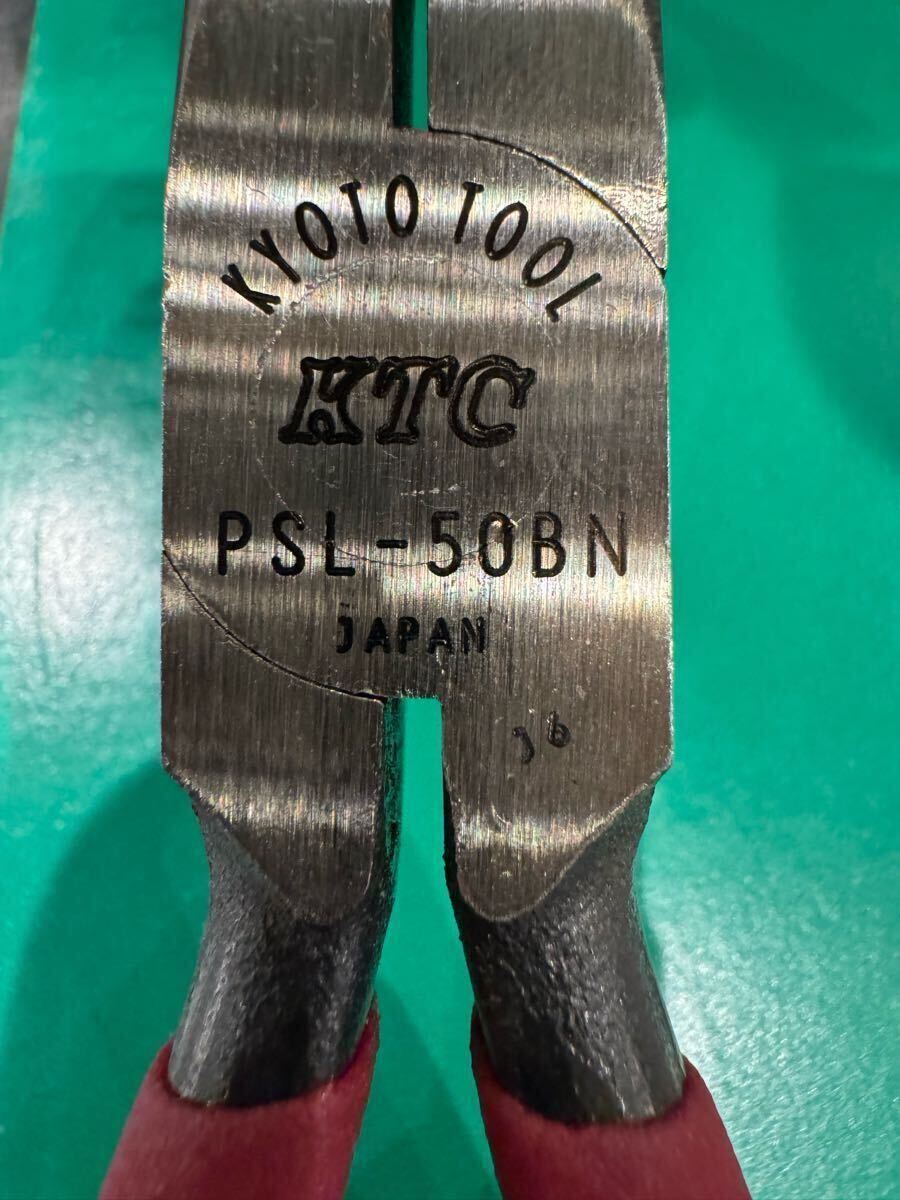 KYOTO TOOL
KTC
PSL-50BN
JAPAN